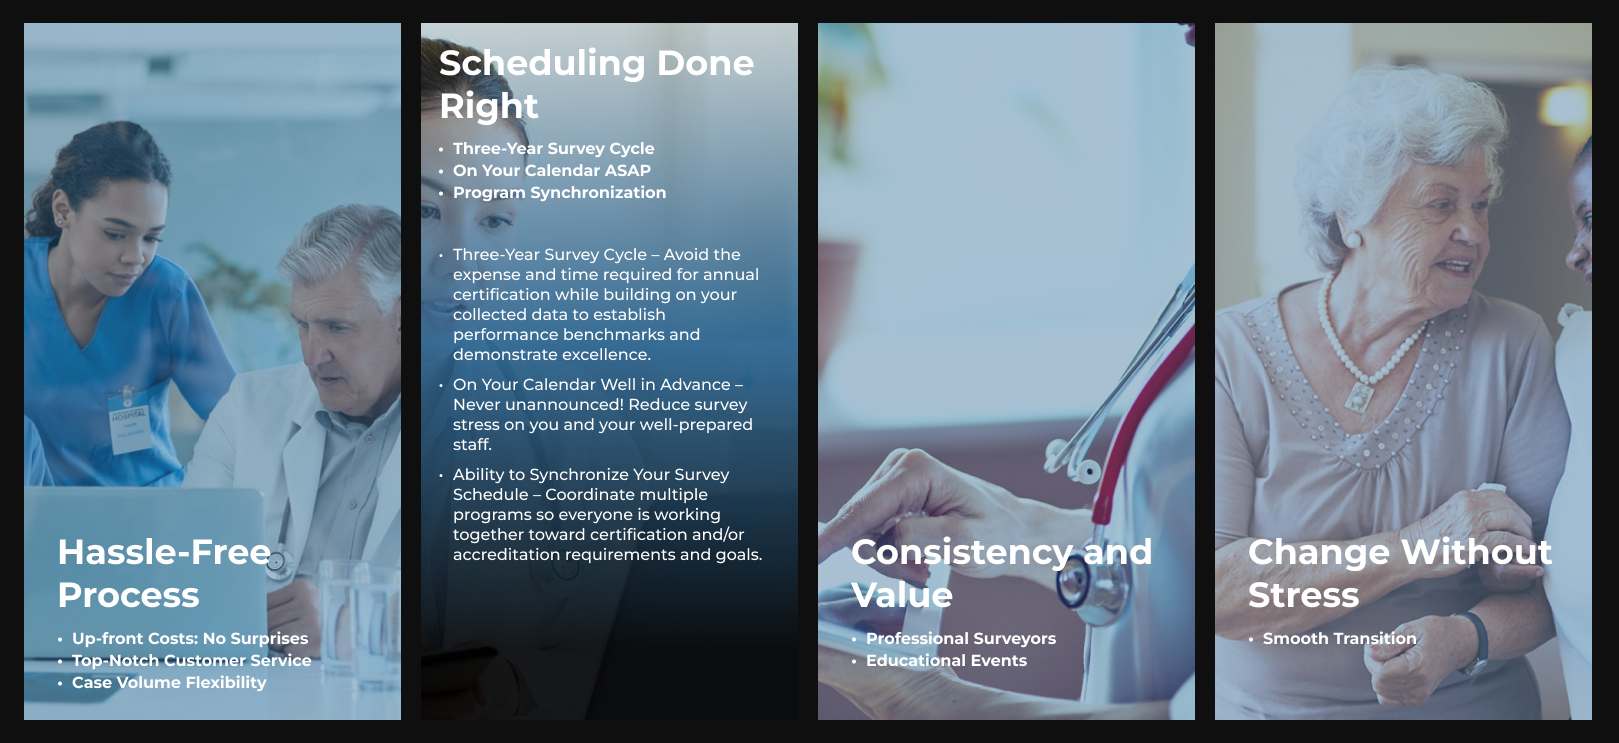 Hassle-Free
Process
• Up-front Costs: No Surprises
• Top-Notch Customer Service
• Case Volume Flexibility
HOSPITAL
Scheduling Done
Right
• Three-Year Survey Cycle
• On Your Calendar ASAP
• Program Synchronization
• Three-Year Survey Cycle – Avoid the
expense and time required for annual
certification while building on your
collected data to establish
performance benchmarks and
demonstrate excellence.
• On Your Calendar Well in Advance –
Never unannounced! Reduce survey
stress on you and your well-prepared
staff.
• Ability to Synchronize Your Survey
Schedule – Coordinate multiple
programs so everyone is working
together toward certification and/or
accreditation requirements and goals.
Consistency and
Value
• Professional Surveyors
• Educational Events
Change Without
Stress
• Smooth Transition